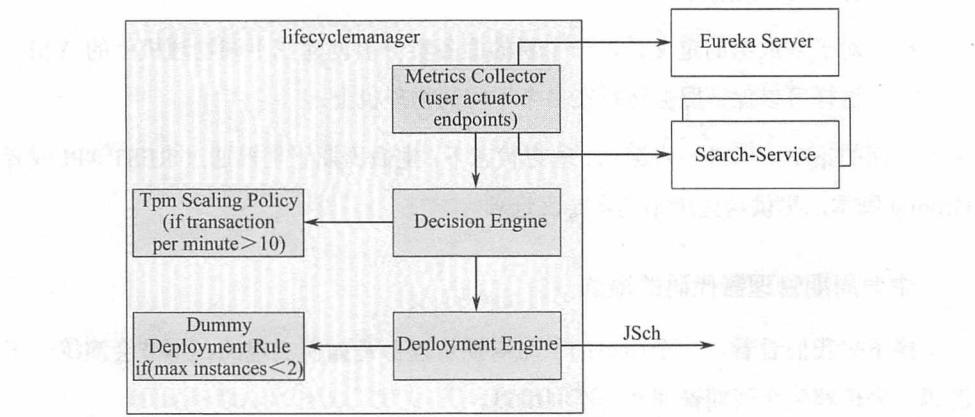 lifecyclemanager
Eureka Server
Metrics Collector
(user actuator
endpoints)
Search-Service
Tpm Scaling Policy
(if transaction
per minute＞10)
Decision Engine
Dummy
Deployment Rule
if(max instances＜2)
Deployment Engine
JSch